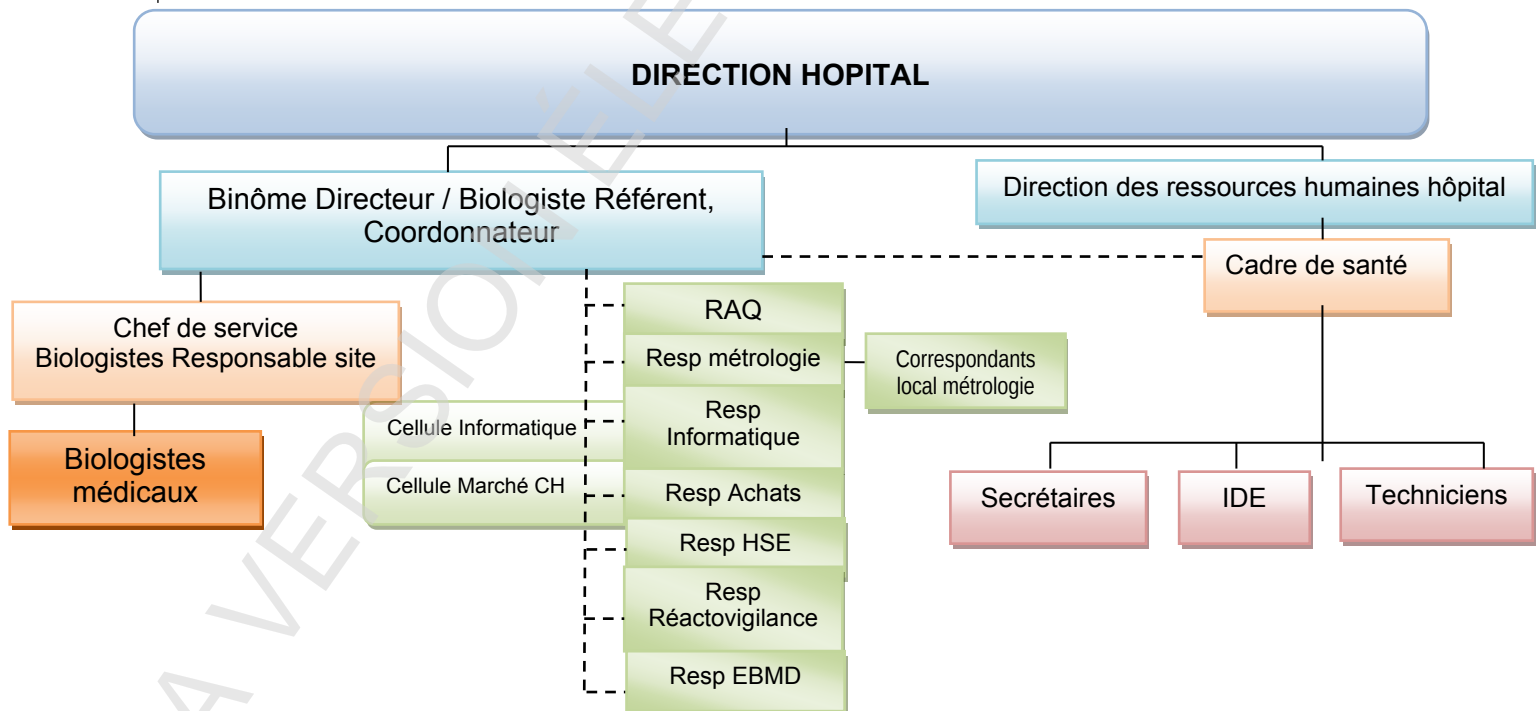 DIRECTION HOPITAL
Binôme Directeur / Biologiste Référent,
Coordonnateur
Direction des ressources humaines hôpital
Cadre de santé
Chef de service
Biologistes Responsable site
Biologistes
médicaux
RAQ
Resp métrologie
Correspondants
local métrologie
Cellule Informatique
Resp
Informatique
Cellule Marché CH
Resp Achats
Resp HSE
Resp
Réactovigilance
Resp EBMD
Secrétaires
IDE
Techniciens
A VERSION ÉLE